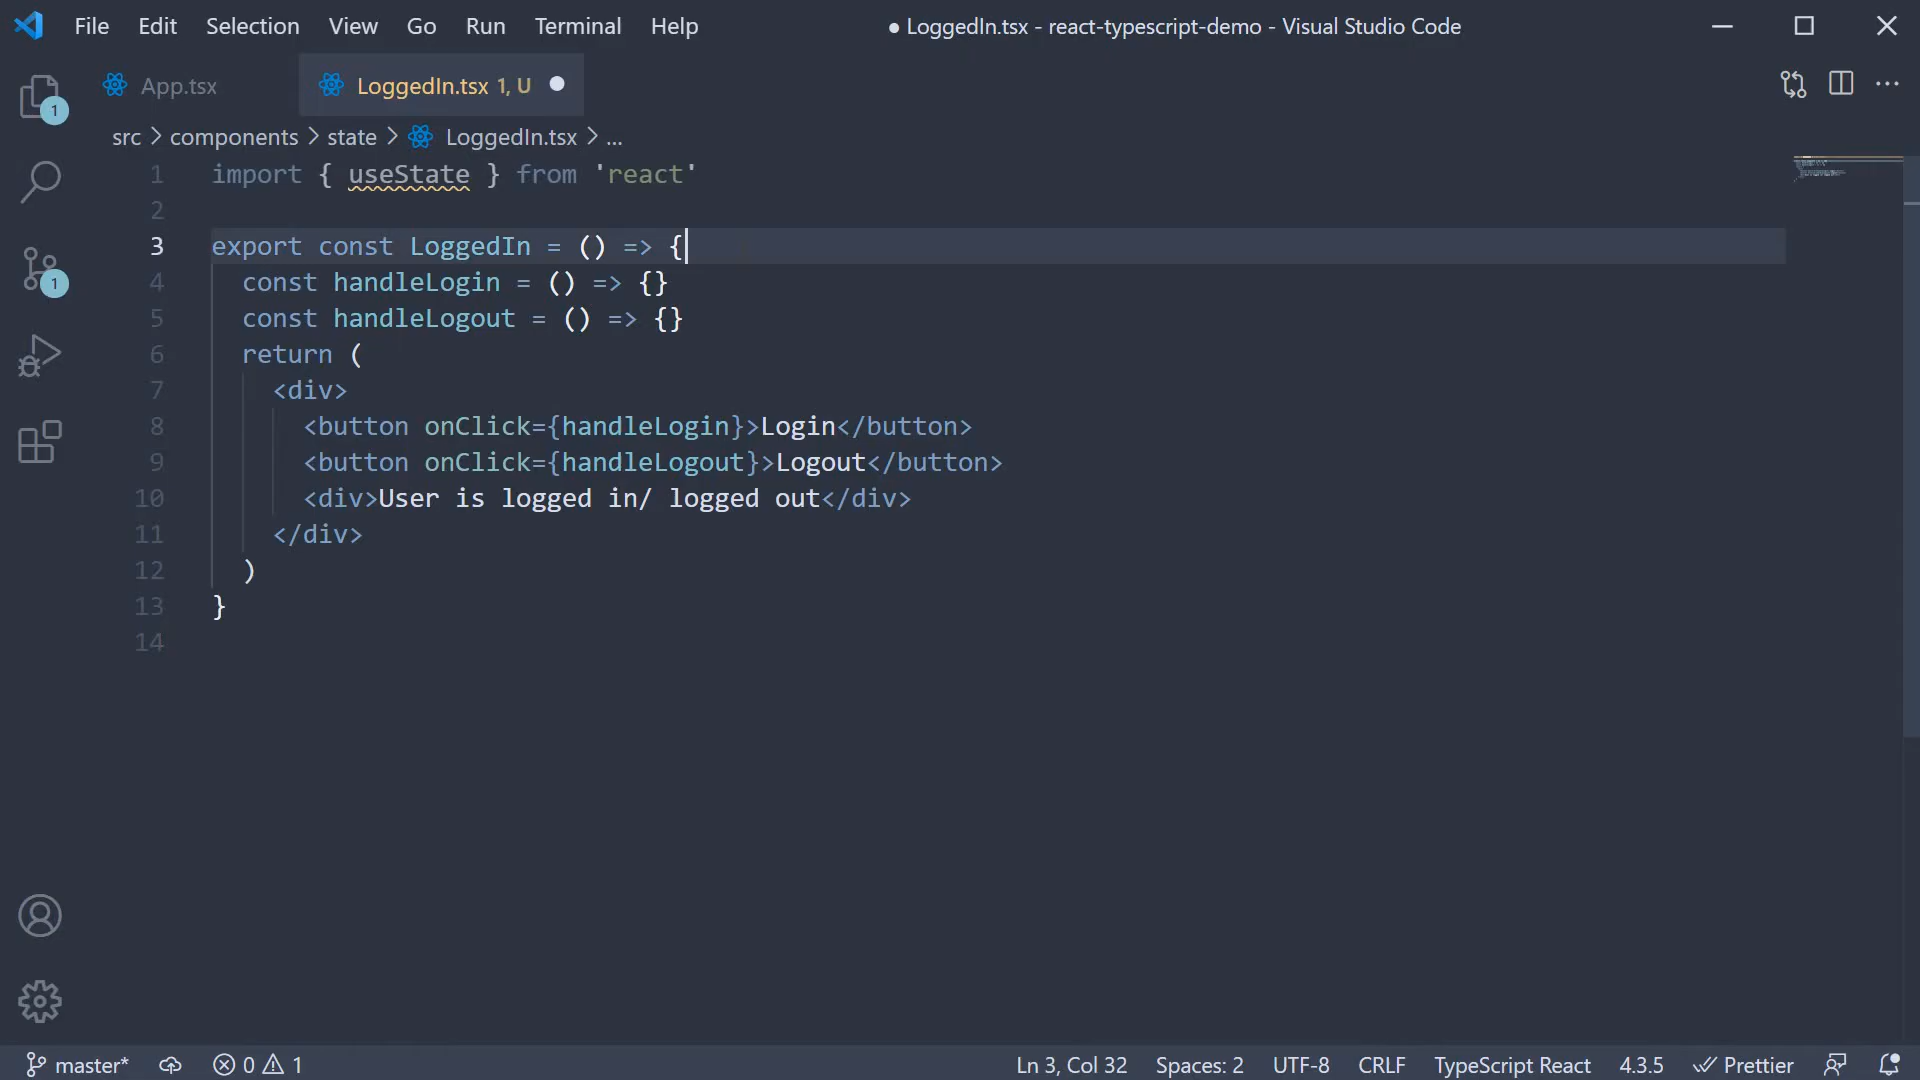 File Edit Selection View Go Run Terminal Help ● LoggedIn.tsx - react-typescript-demo - Visual Studio Code
App.tsx LoggedIn.tsx 1, U
src > components > state > LoggedIn.tsx > ...
1 import { useState } from 'react'
2
3 export const LoggedIn = () => {
4 const handleLogin = () => {}
5 const handleLogout = () => {}
6 return (
7 <div>
8 <button onClick={handleLogin}>Login</button>
9 <button onClick={handleLogout}>Logout</button>
10 <div>User is logged in/ logged out</div>
11 </div>
12 )
13 }
14
1
1
master* 0 1 Ln 3, Col 32 Spaces: 2 UTF-8 CRLF TypeScript React 4.3.5 Prettier